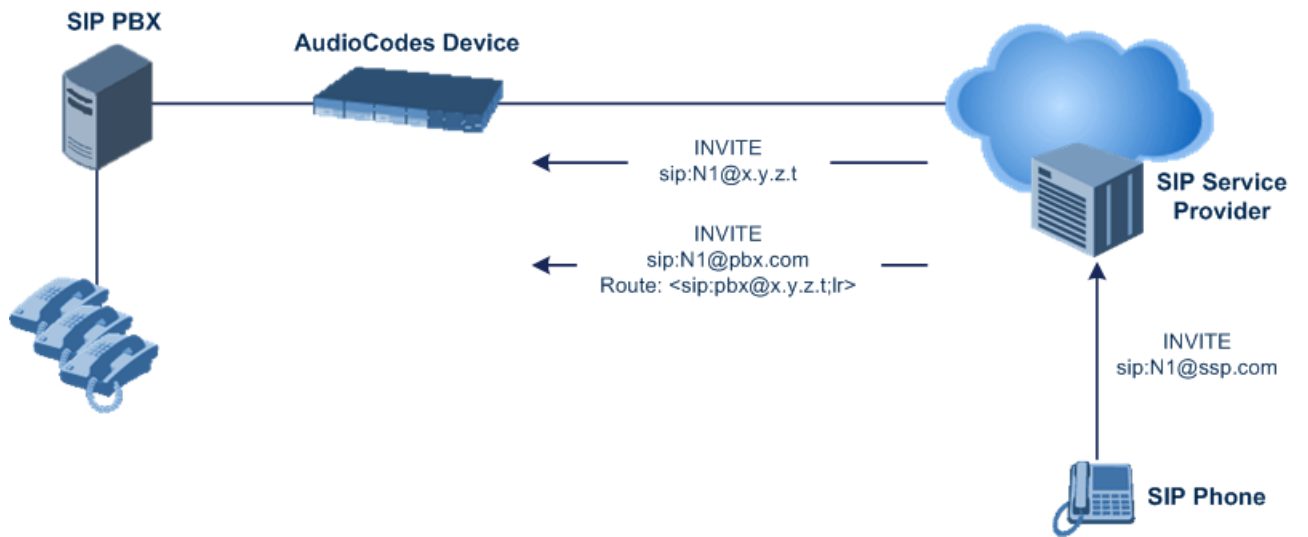 SIP PBX
AudioCodes Device
INVITE
sip:N1@x.y.z.t
SIP Service
Provider
INVITE
sip:N1@pbx.com
Route: <sip:pbx@x.y.z.t;lr>
INVITE
sip:N1@ssp.com
SIP Phone